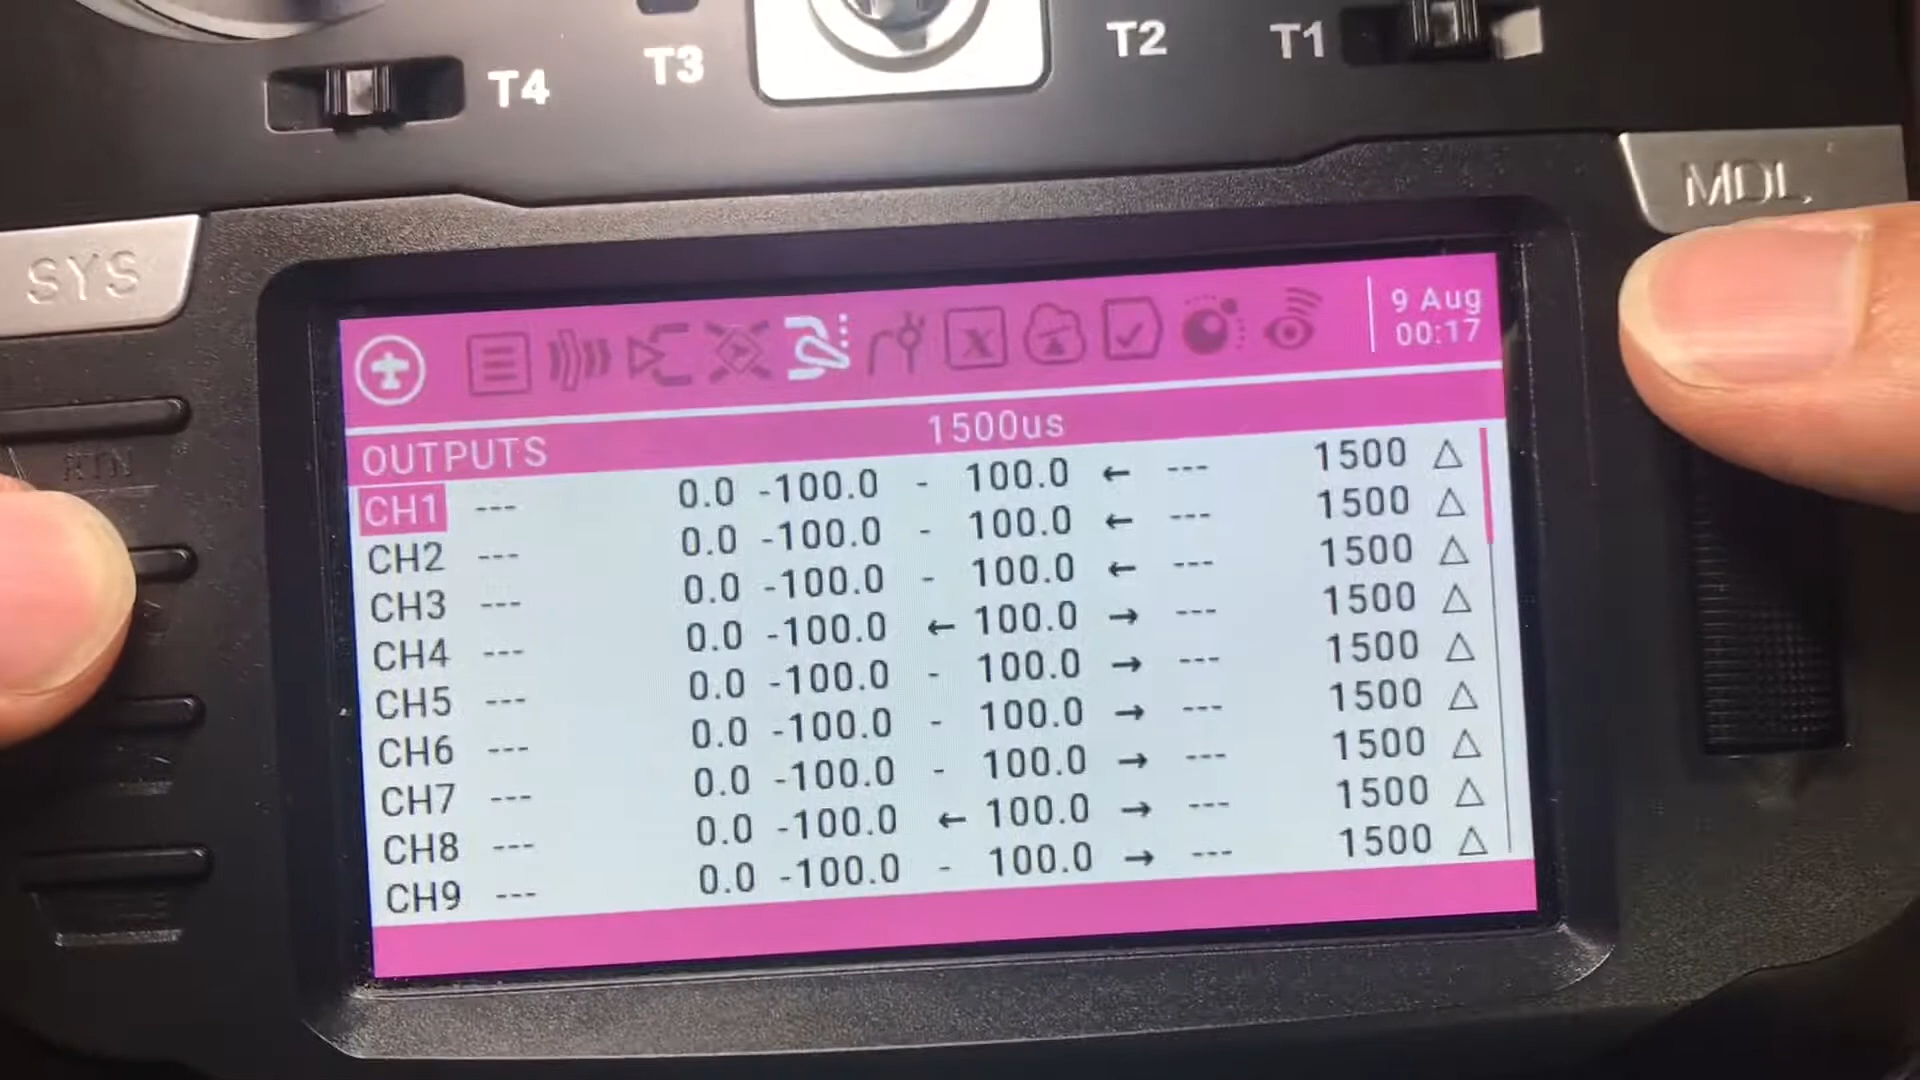 T4
T3
T2
T1
SYS
MDL
RTN
9 Aug
00:17
OUTPUTS 1500us
CH1 --- 0.0 -100.0 - 100.0 ← --- 1500 △
CH2 --- 0.0 -100.0 - 100.0 ← --- 1500 △
CH3 --- 0.0 -100.0 - 100.0 ← --- 1500 △
CH4 --- 0.0 -100.0 ← 100.0 → --- 1500 △
CH5 --- 0.0 -100.0 - 100.0 → --- 1500 △
CH6 --- 0.0 -100.0 - 100.0 → --- 1500 △
CH7 --- 0.0 -100.0 - 100.0 → --- 1500 △
CH8 --- 0.0 -100.0 ← 100.0 → --- 1500 △
CH9 --- 0.0 -100.0 - 100.0 → --- 1500 △